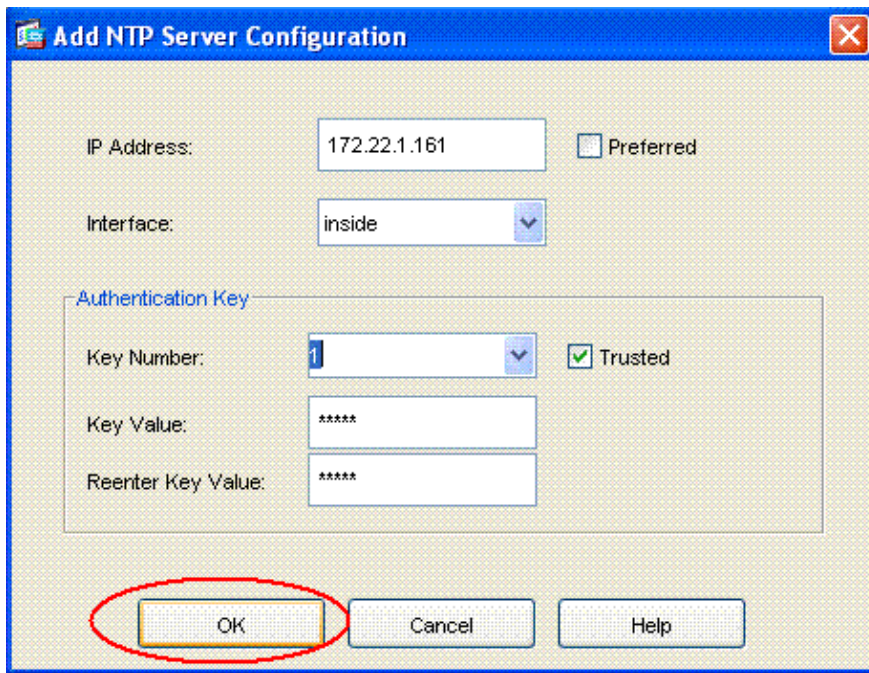 Add NTP Server Configuration
IP Address: 172.22.1.161 Preferred
Interface: inside
Authentication Key
Key Number: 1 Trusted
Key Value: *****
Reenter Key Value: *****
OK Cancel Help